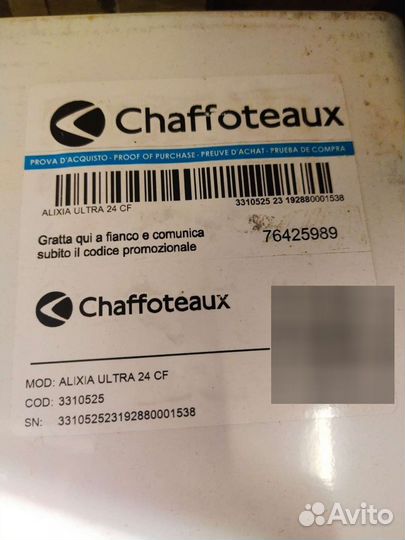 Chaffoteaux
PROVA D'ACQUISTO · PROOF OF PURCHASE · PREUVE D'ACHAT · PRUEBA DE COMPRA
ALIXIA ULTRA 24 CF 3310525 23 192880001538
Gratta qui a fianco e comunica
subito il codice promozionale
76425989
Chaffoteaux
MOD: ALIXIA ULTRA 24 CF
COD: 3310525
SN: 331052523192880001538
Avito